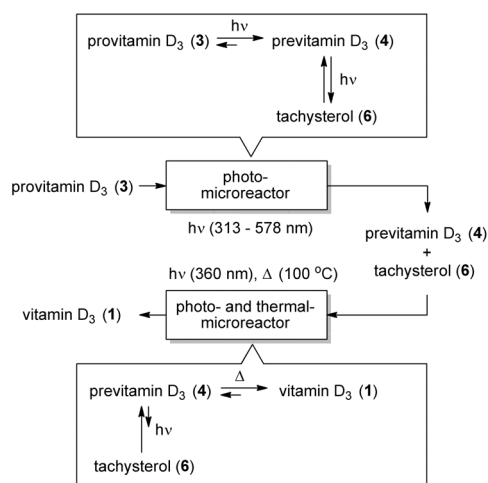 hν
provitamin D3 (3) previtamin D3 (4)
hν
tachysterol (6)
photo-
microreactor
provitamin D3 (3)
hν (313 - 578 nm)
previtamin D3 (4)
+
tachysterol (6)
hν (360 nm), Δ (100 ºC)
photo- and thermal-
microreactor
vitamin D3 (1)
Δ
previtamin D3 (4) vitamin D3 (1)
hν
tachysterol (6)